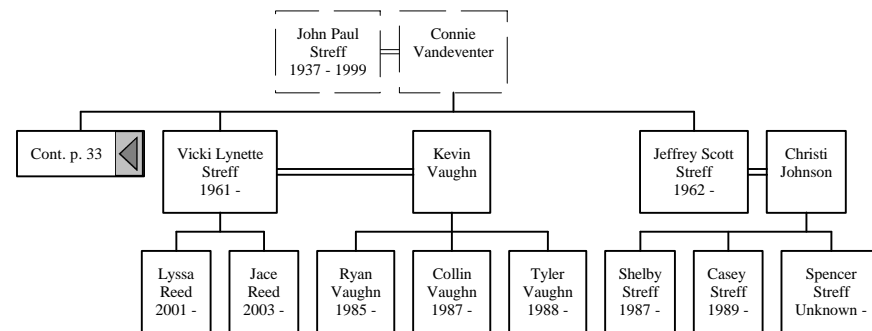 John Paul
Streff
1937 - 1999
Connie
Vandeventer
Cont. p. 33
Vicki Lynette
Streff
1961 -
Kevin
Vaughn
Jeffrey Scott
Streff
1962 -
Christi
Johnson
Lyssa
Reed
2001 -
Jace
Reed
2003 -
Ryan
Vaughn
1985 -
Collin
Vaughn
1987 -
Tyler
Vaughn
1988 -
Shelby
Streff
1987 -
Casey
Streff
1989 -
Spencer
Streff
Unknown -